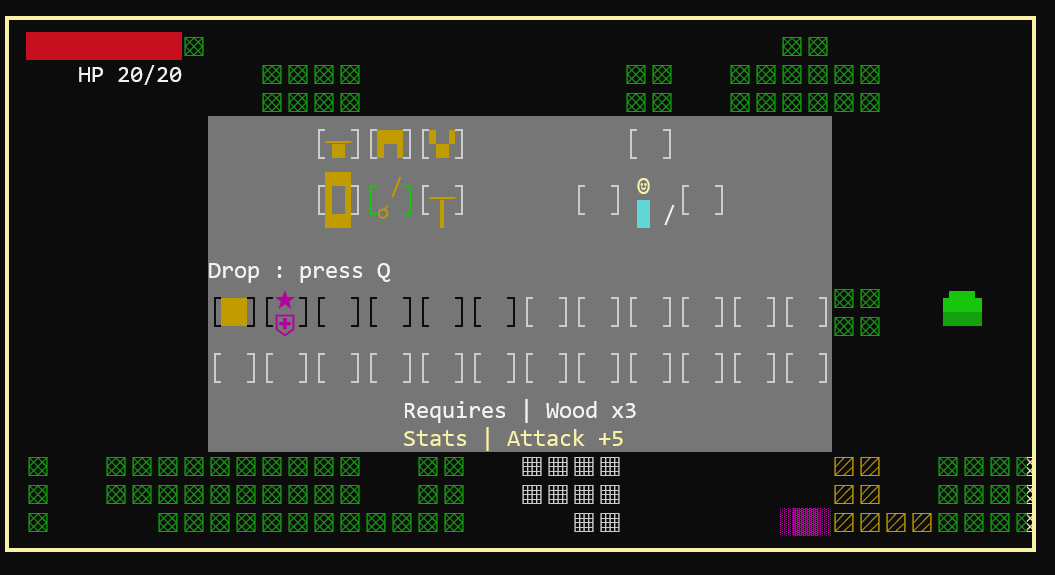 HP 20/20
Drop : press Q
Requires | Wood x3
Stats | Attack +5